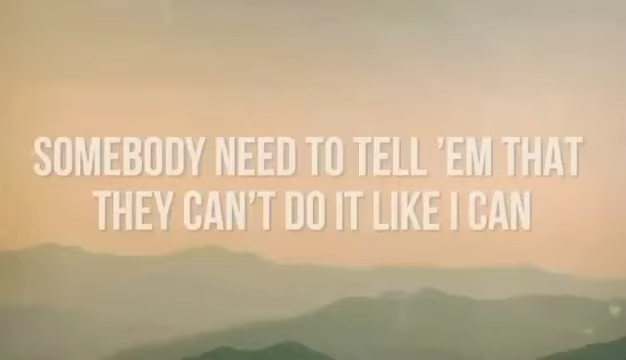 SOMEBODY NEED TO TELL 'EM THAT
THEY CAN'T DO IT LIKE I CAN